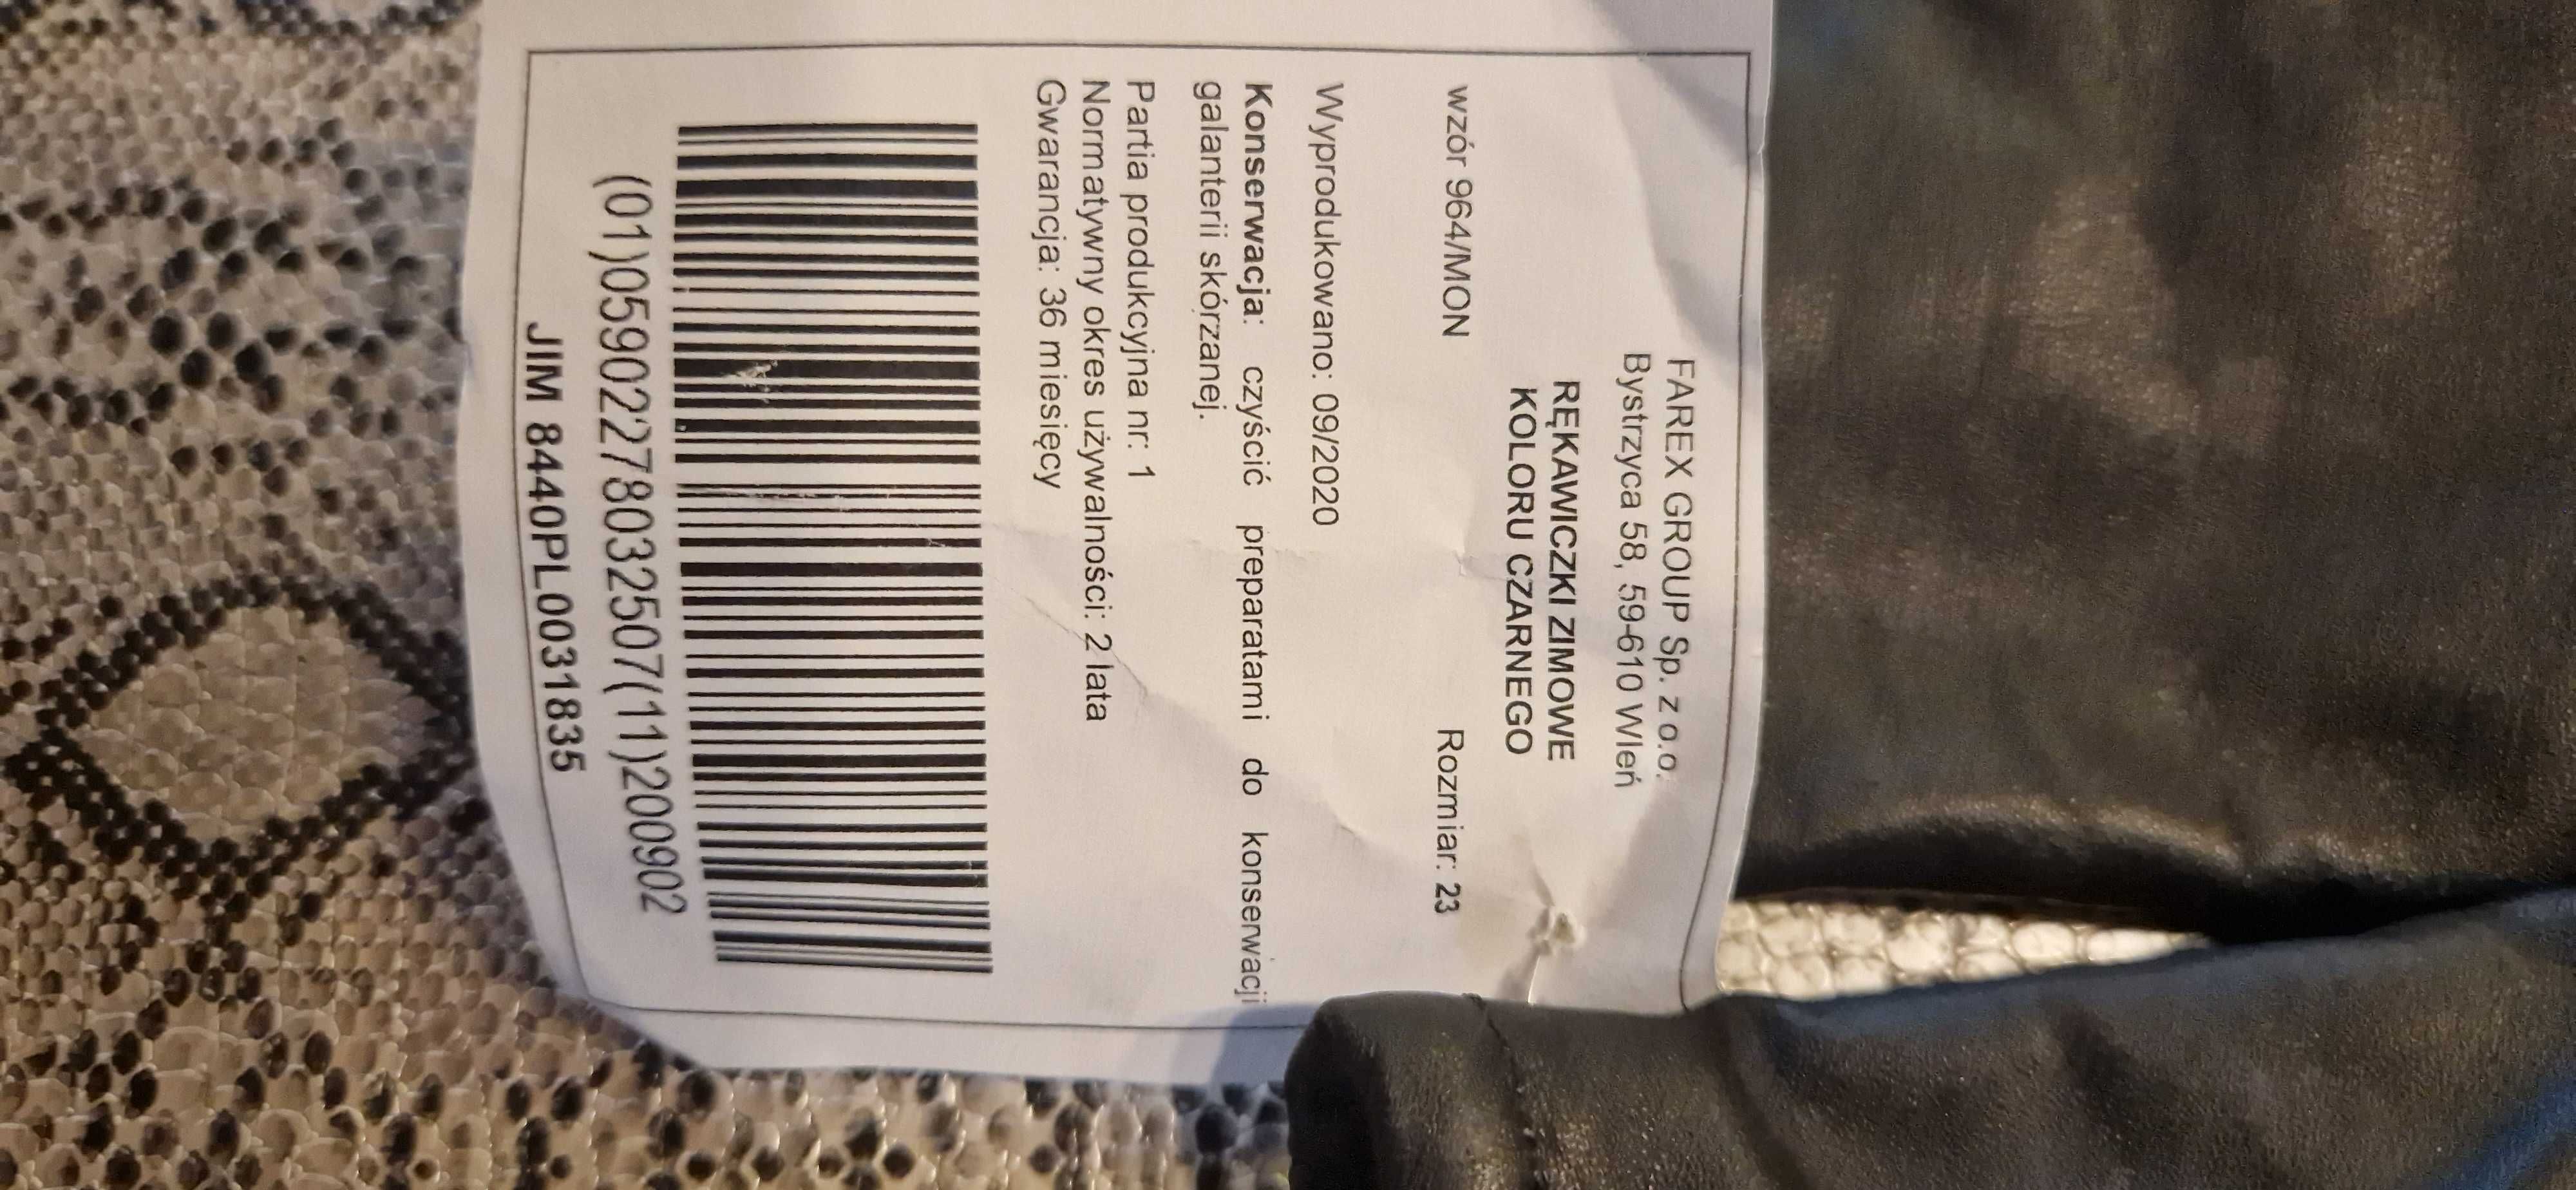 FAREX GROUP Sp. z o.o.
Bystrzyca 58, 59-610 Wleń
RĘKAWICZKI ZIMOWE
KOLORU CZARNEGO
wzór 964/MON Rozmiar: 23
Wyprodukowano: 09/2020
Konserwacja: czyścić preparatami do konserwacji
galanterii skórzanej.
Partia produkcyjna nr: 1
Normatywny okres używalności: 2 lata
Gwarancja: 36 miesięcy
(01)05902278032507(11)200902
JIM 8440PL0031835